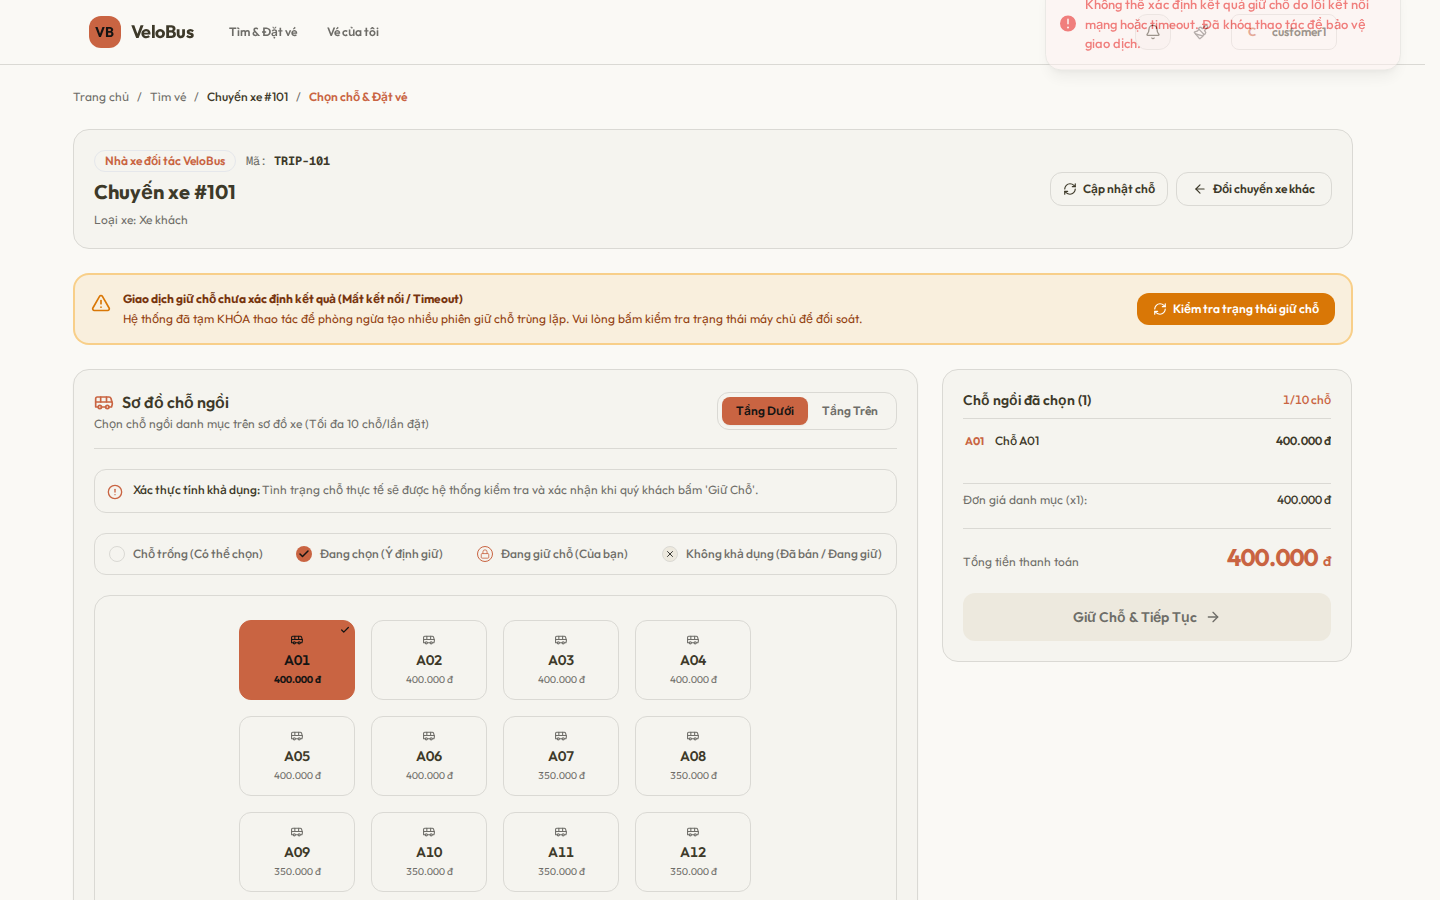 VB VeloBus Tìm & Đặt vé Vé của tôi
Không thể xác định kết quả giữ chỗ do lỗi kết nối
mạng hoặc timeout. Đã khóa thao tác để bảo vệ
giao dịch.
C customer1
Trang chủ / Tìm vé / Chuyến xe #101 / Chọn chỗ & Đặt vé
Nhà xe đối tác VeloBus Mã: TRIP-101
Chuyến xe #101
Loại xe: Xe khách
Cập nhật chỗ
Đổi chuyến xe khác
Giao dịch giữ chỗ chưa xác định kết quả (Mất kết nối / Timeout)
Hệ thống đã tạm KHÓA thao tác để phòng ngừa tạo nhiều phiên giữ chỗ trùng lặp. Vui lòng bấm kiểm tra trạng thái máy chủ để đối soát.
Kiểm tra trạng thái giữ chỗ
Sơ đồ chỗ ngồi
Chọn chỗ ngồi danh mục trên sơ đồ xe (Tối đa 10 chỗ/lần đặt)
Tầng Dưới Tầng Trên
Xác thực tính khả dụng: Tình trạng chỗ thực tế sẽ được hệ thống kiểm tra và xác nhận khi quý khách bấm 'Giữ Chỗ'.
Chỗ trống (Có thể chọn) Đang chọn (Ý định giữ) Đang giữ chỗ (Của bạn) Không khả dụng (Đã bán / Đang giữ)
A01 A02 A03 A04
400.000 đ 400.000 đ 400.000 đ 400.000 đ
A05 A06 A07 A08
400.000 đ 400.000 đ 350.000 đ 350.000 đ
A09 A10 A11 A12
350.000 đ 350.000 đ 350.000 đ 350.000 đ
Chỗ ngồi đã chọn (1) 1/10 chỗ
A01 Chỗ A01 400.000 đ
Đơn giá danh mục (x1): 400.000 đ
Tổng tiền thanh toán 400.000 đ
Giữ Chỗ & Tiếp Tục